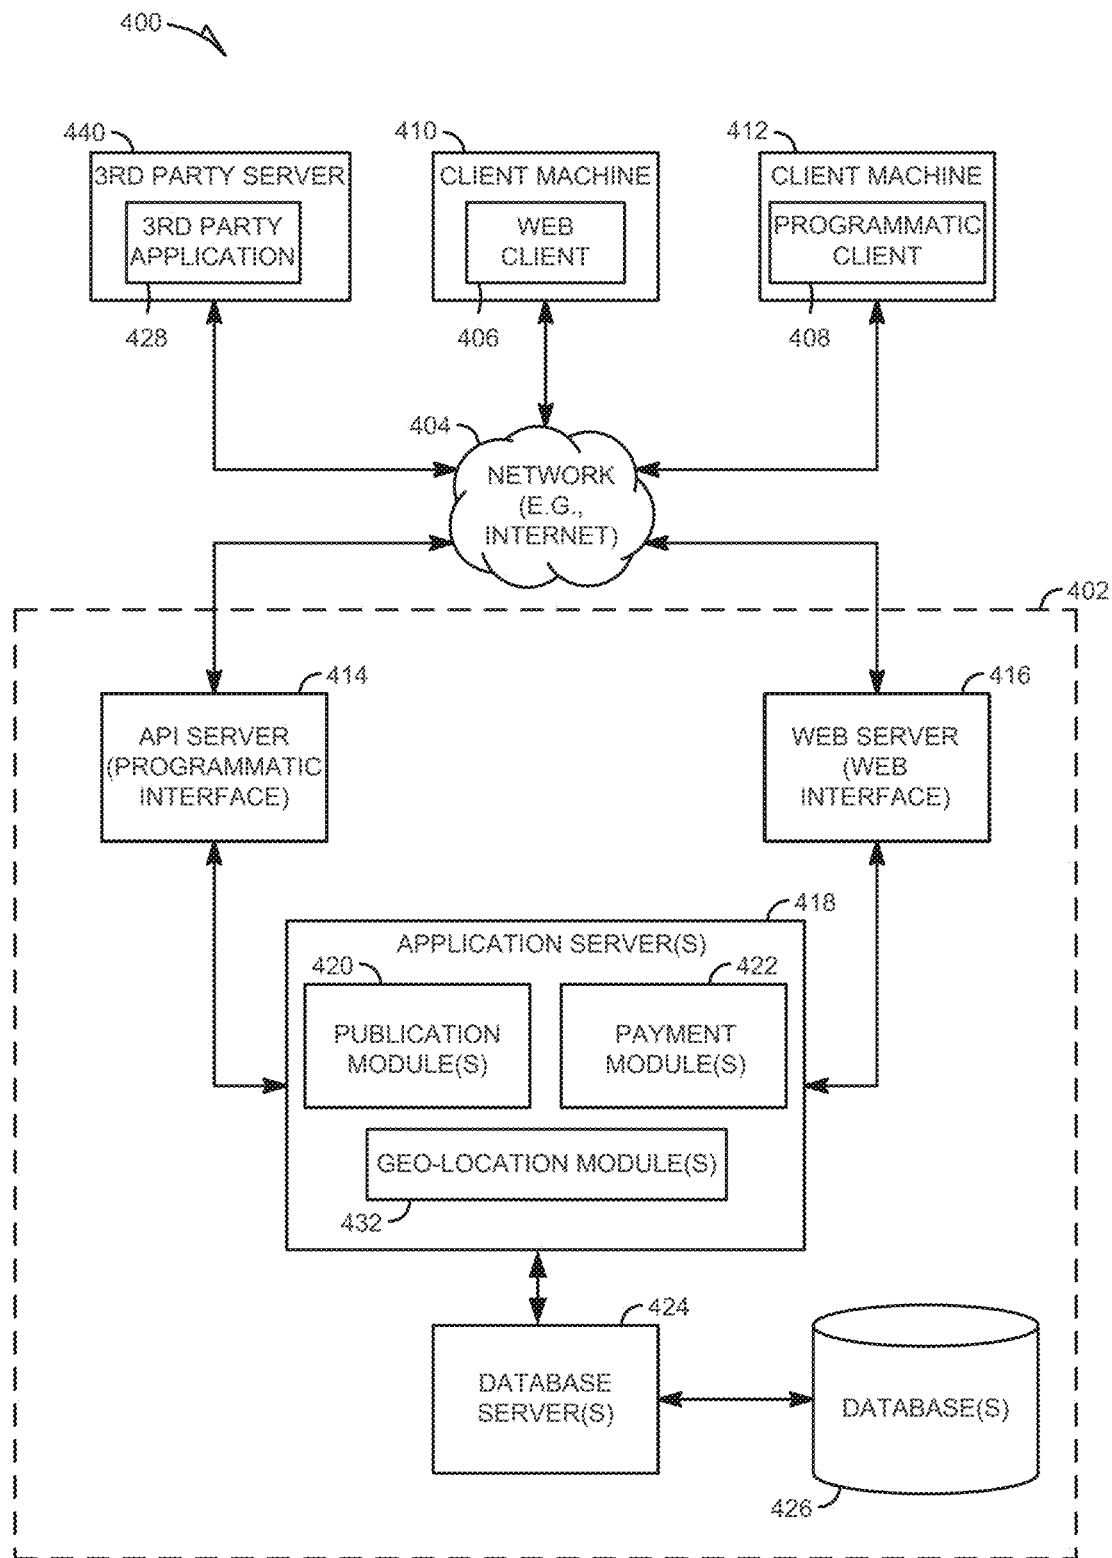 400
440
410
412
3RD PARTY SERVER
CLIENT MACHINE
CLIENT MACHINE
3RD PARTY
APPLICATION
WEB
CLIENT
PROGRAMMATIC
CLIENT
428
406
408
404
NETWORK
(E.G.,
INTERNET)
402
414
416
API SERVER
(PROGRAMMATIC
INTERFACE)
WEB SERVER
(WEB
INTERFACE)
418
APPLICATION SERVER(S)
420
422
PUBLICATION
MODULE(S)
PAYMENT
MODULE(S)
GEO-LOCATION MODULE(S)
432
424
DATABASE
SERVER(S)
DATABASE(S)
426